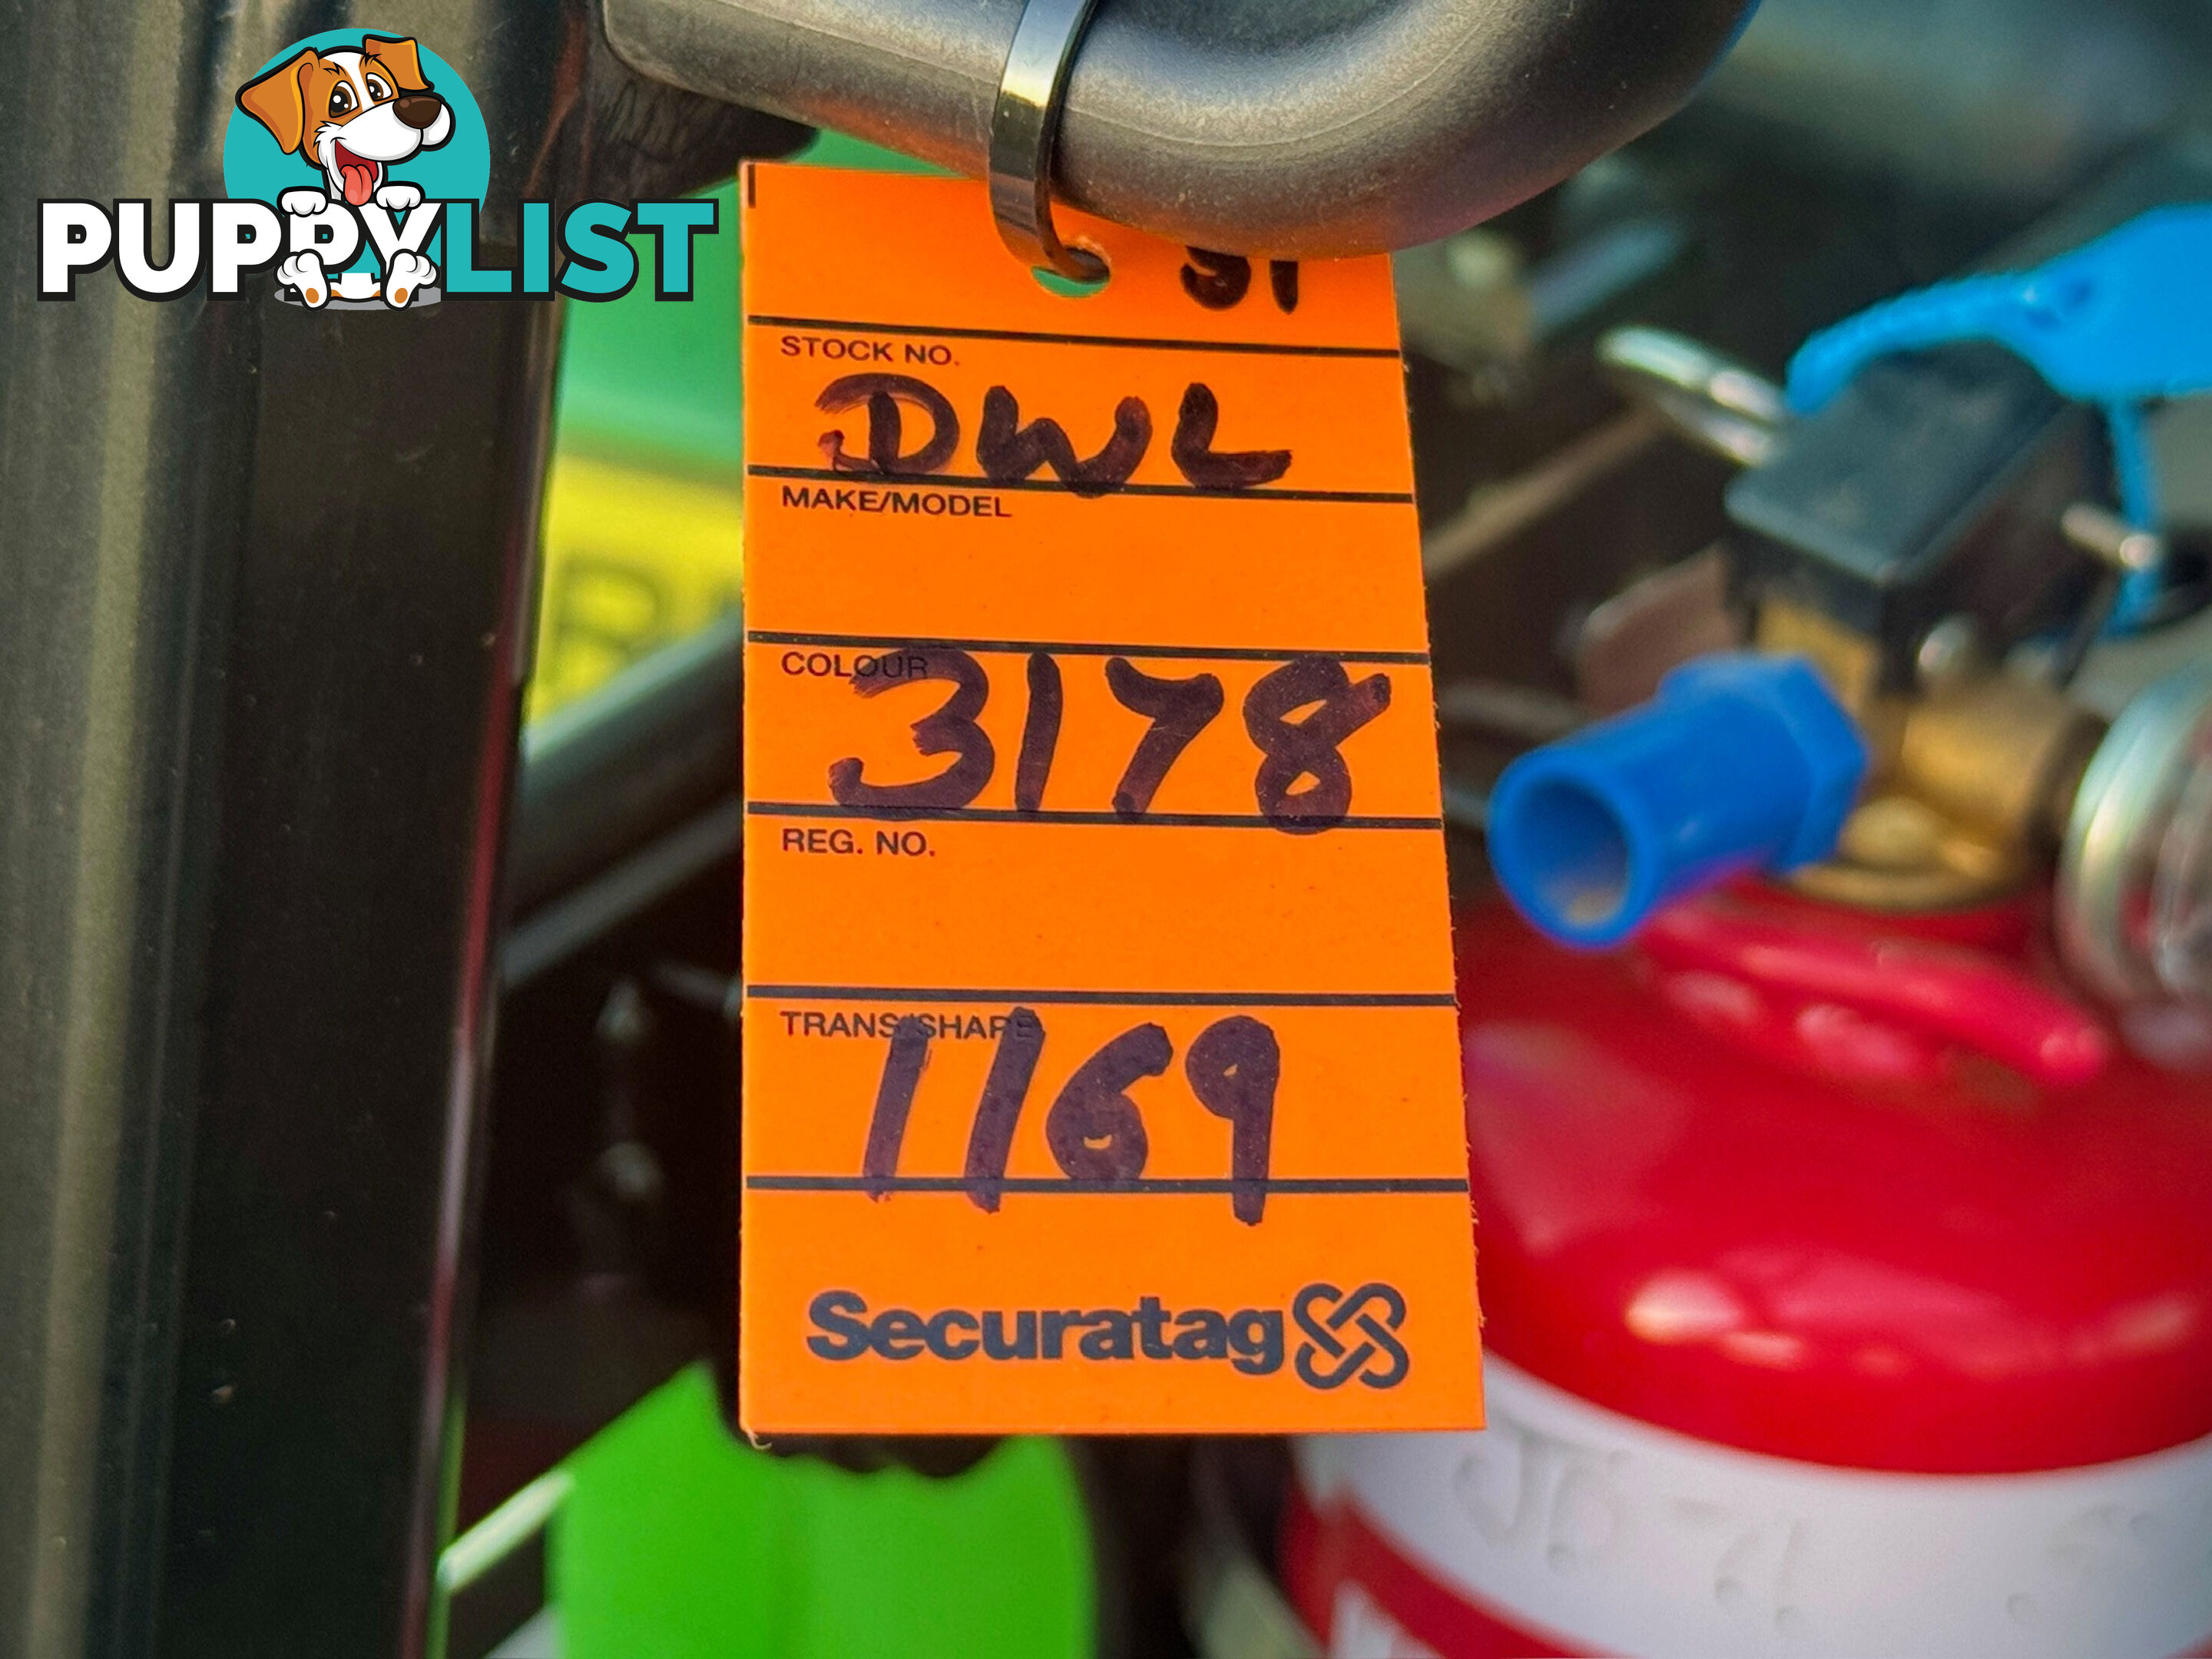 PUPPYLIST
STOCK NO.
DWL
MAKE/MODEL
COLOUR
3178
REG. NO.
TRANS/SHAPE
1169
Securatag